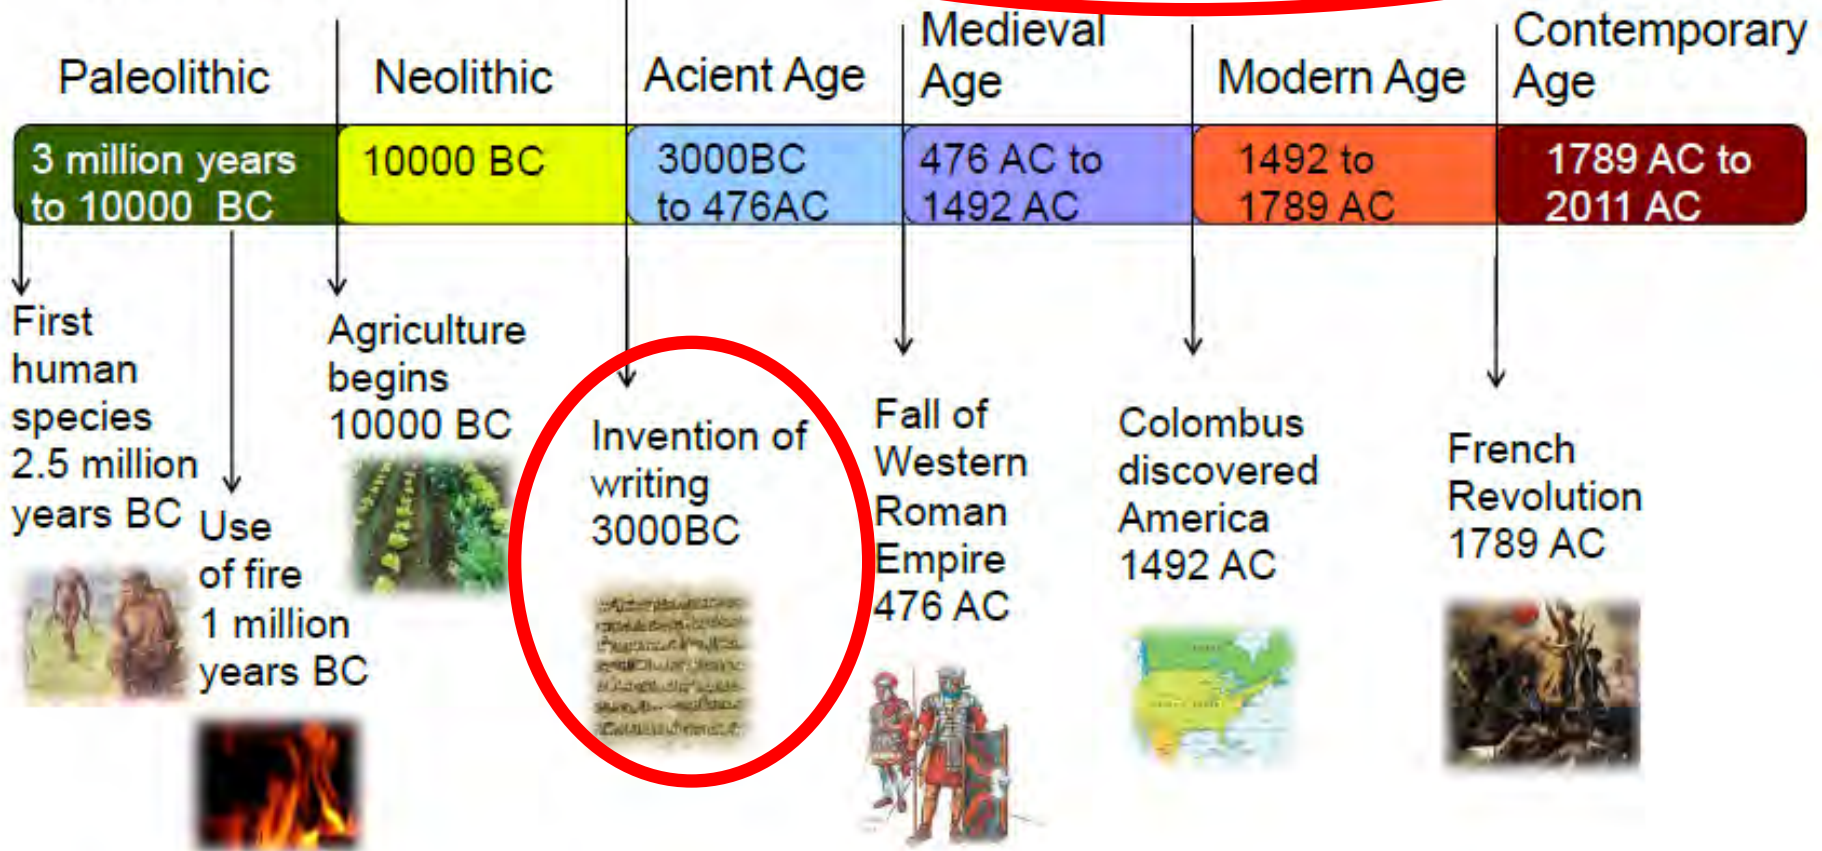 Paleolithic
Neolithic
Acient Age
Medieval
Age
Modern Age
Contemporary
Age
3 million years
to 10000 BC
10000 BC
3000BC
to 476AC
476 AC to
1492 AC
1492 to
1789 AC
1789 AC to
2011 AC
First
human
species
2.5 million
years BC
Use
of fire
1 million
years BC
Agriculture
begins
10000 BC
Invention of
writing
3000BC
Fall of
Western
Roman
Empire
476 AC
Colombus
discovered
America
1492 AC
French
Revolution
1789 AC